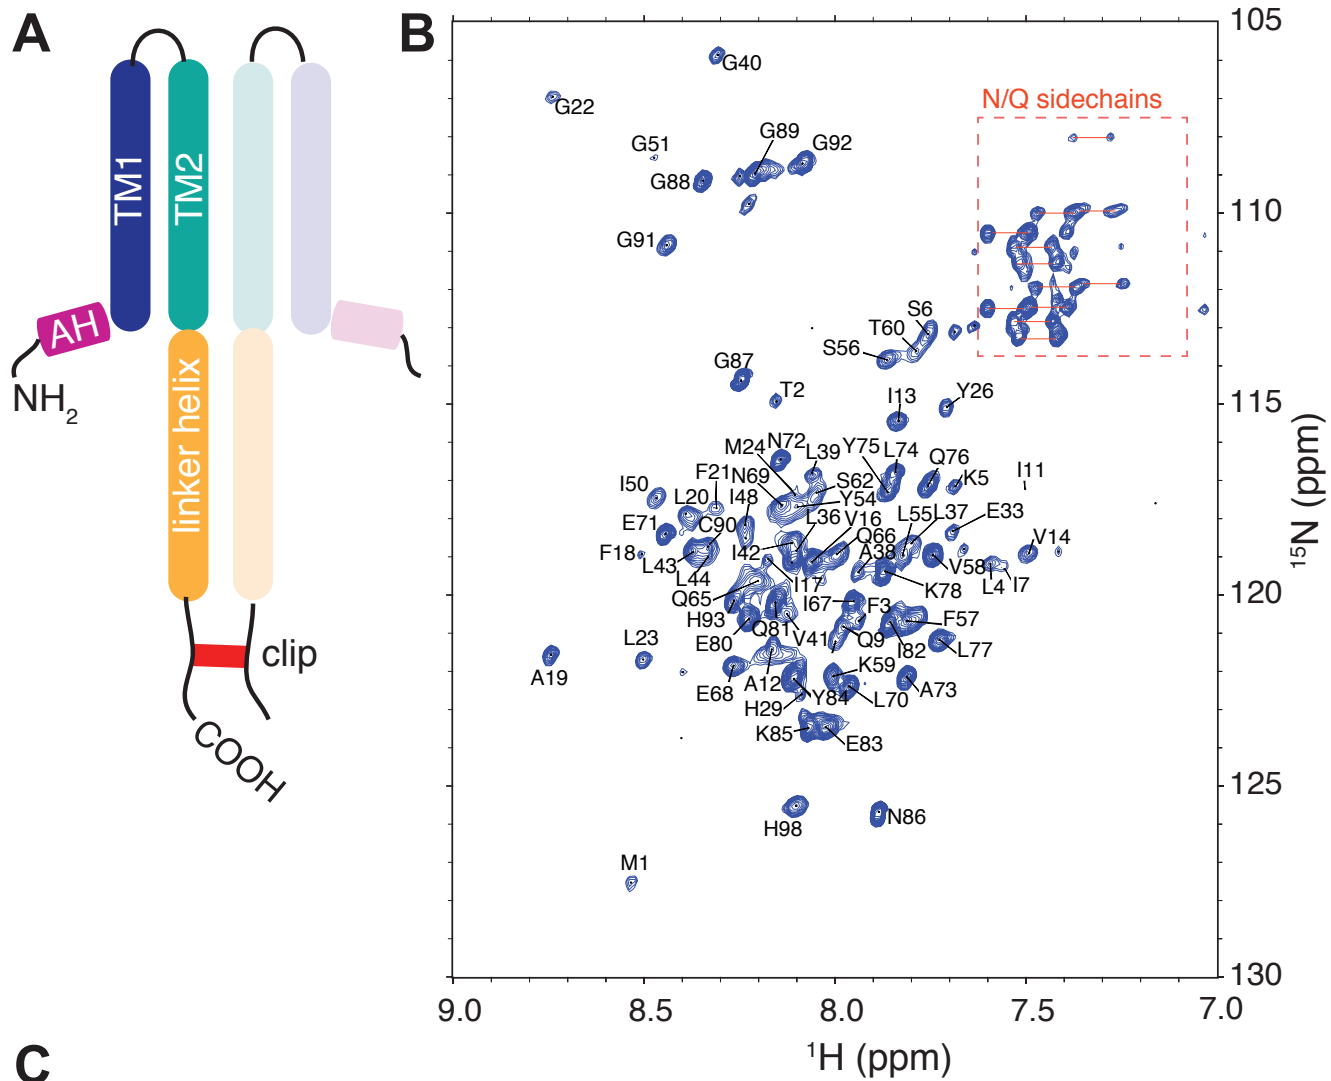 A
TM1
TM2
AH
NH2
linker helix
clip
COOH
B
105
G40
G22
N/Q sidechains
G89
G51
G92
G88
110
G91
S6
T60
S56
G87
T2
I13
Y26
115
N72
M24
L39
Y75
L74
N69
Q76
F21
K5
I11
I50
L20
I48
S62
Y54
E71
C90
L36
V16
L55
L37
E33
Q66
F18
I42
A38
V14
L43
V58
L44
I17
K78
L4
I7
120
Q65
I67
F3
H93
F57
E80
Q81
V41
Q9
I82
L23
L77
A19
K59
E68
A12
Y84
L70
A73
H29
K85
E83
125
H98
N86
M1
130
15N (ppm)
9.0
8.5
8.0
7.5
7.0
1H (ppm)
C